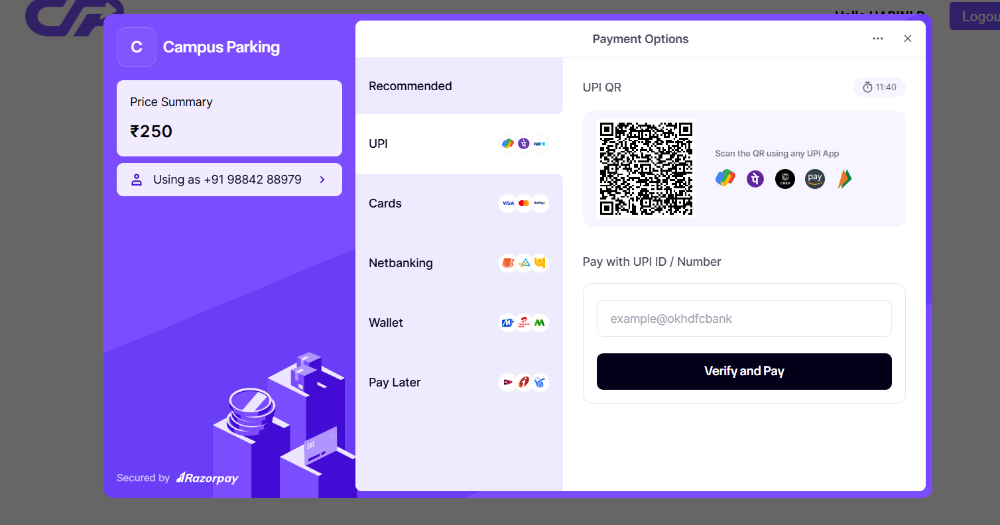 Logou
C
Campus Parking
Price Summary
₹250
Using as +91 98842 88979
Secured by Razorpay
Payment Options
Recommended
UPI
paytm
Cards
VISA
RuPay
Netbanking
Wallet
Pay Later
UPI QR
11:40
Scan the QR using any UPI App
CRED
pay
Pay with UPI ID / Number
example@okhdfcbank
Verify and Pay